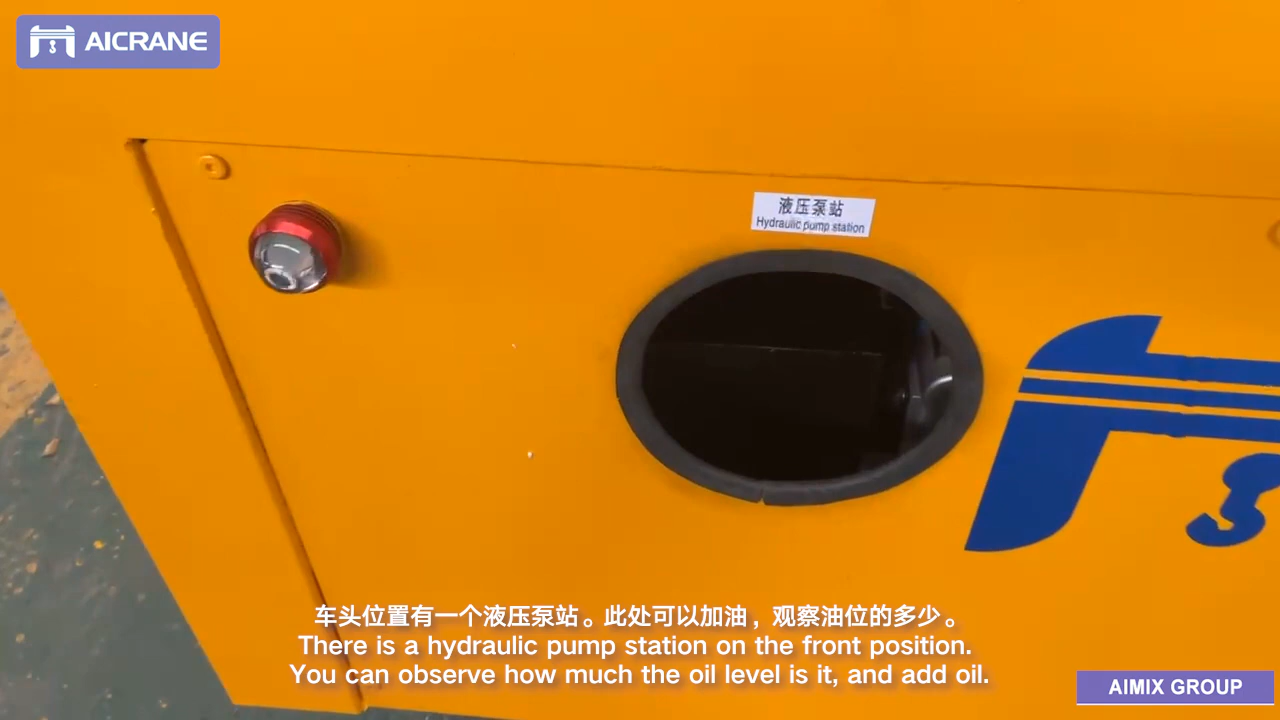 AICRANE
液压泵站
Hydraulic pump station
车头位置有一个液压泵站。此处可以加油，观察油位的多少。
There is a hydraulic pump station on the front position.
You can observe how much the oil level is it, and add oil.
AIMIX GROUP